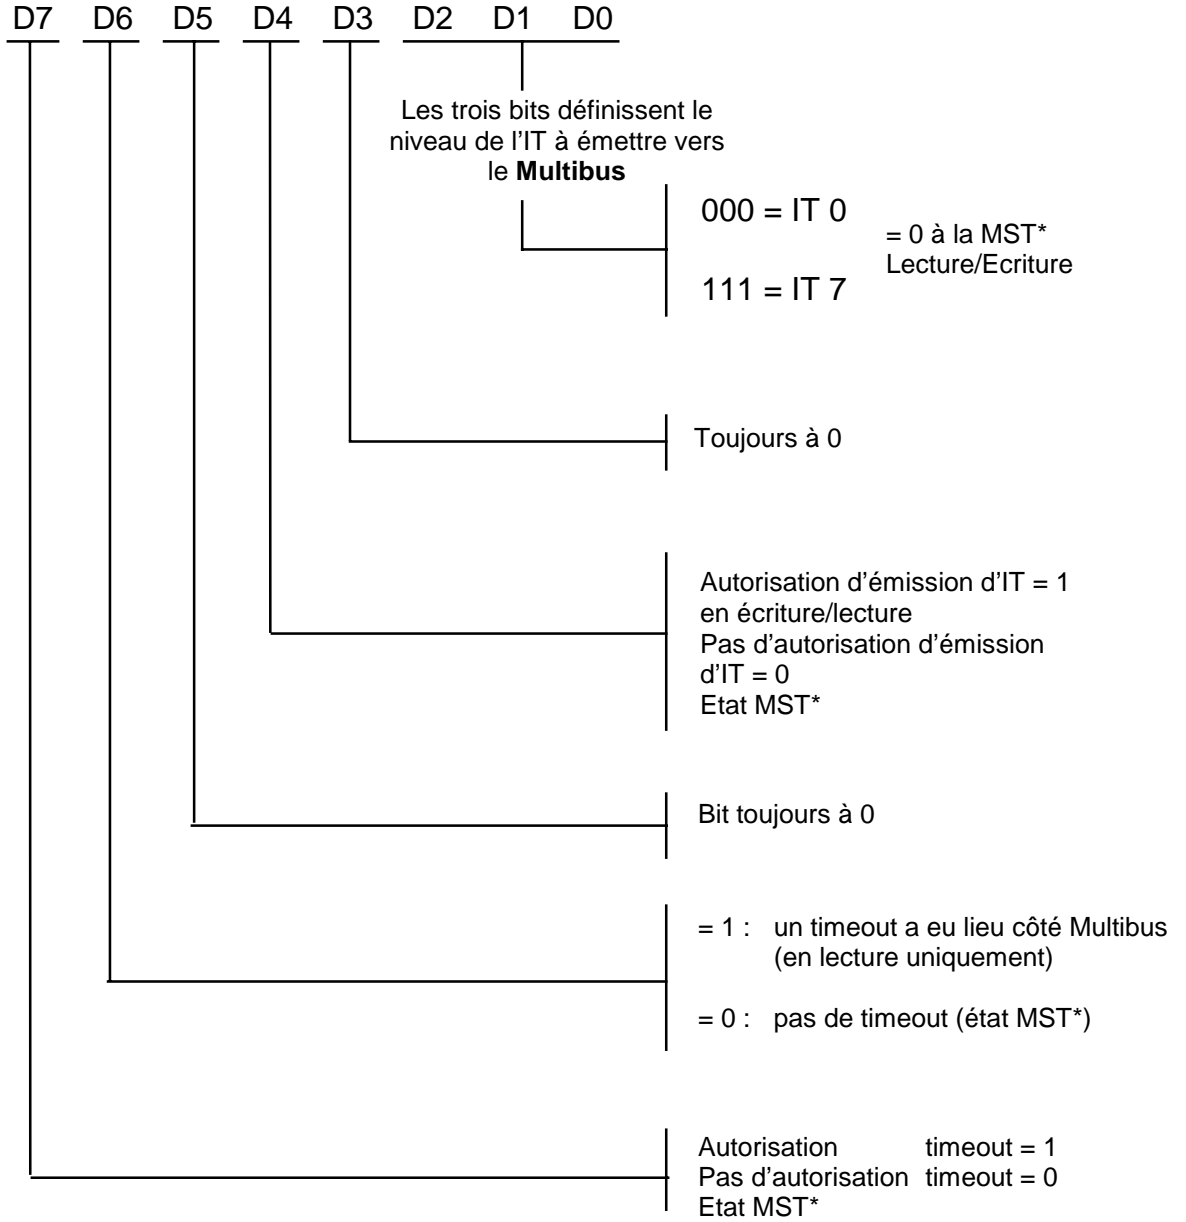 D7 D6 D5 D4 D3 D2 D1 D0
Les trois bits définissent le
niveau de l'IT à émettre vers
le Multibus
000 = IT 0
= 0 à la MST*
Lecture/Ecriture
111 = IT 7
Toujours à 0
Autorisation d'émission d'IT = 1
en écriture/lecture
Pas d'autorisation d'émission
d'IT = 0
Etat MST*
Bit toujours à 0
= 1 : un timeout a eu lieu côté Multibus
(en lecture uniquement)
= 0 : pas de timeout (état MST*)
Autorisation timeout = 1
Pas d'autorisation timeout = 0
Etat MST*